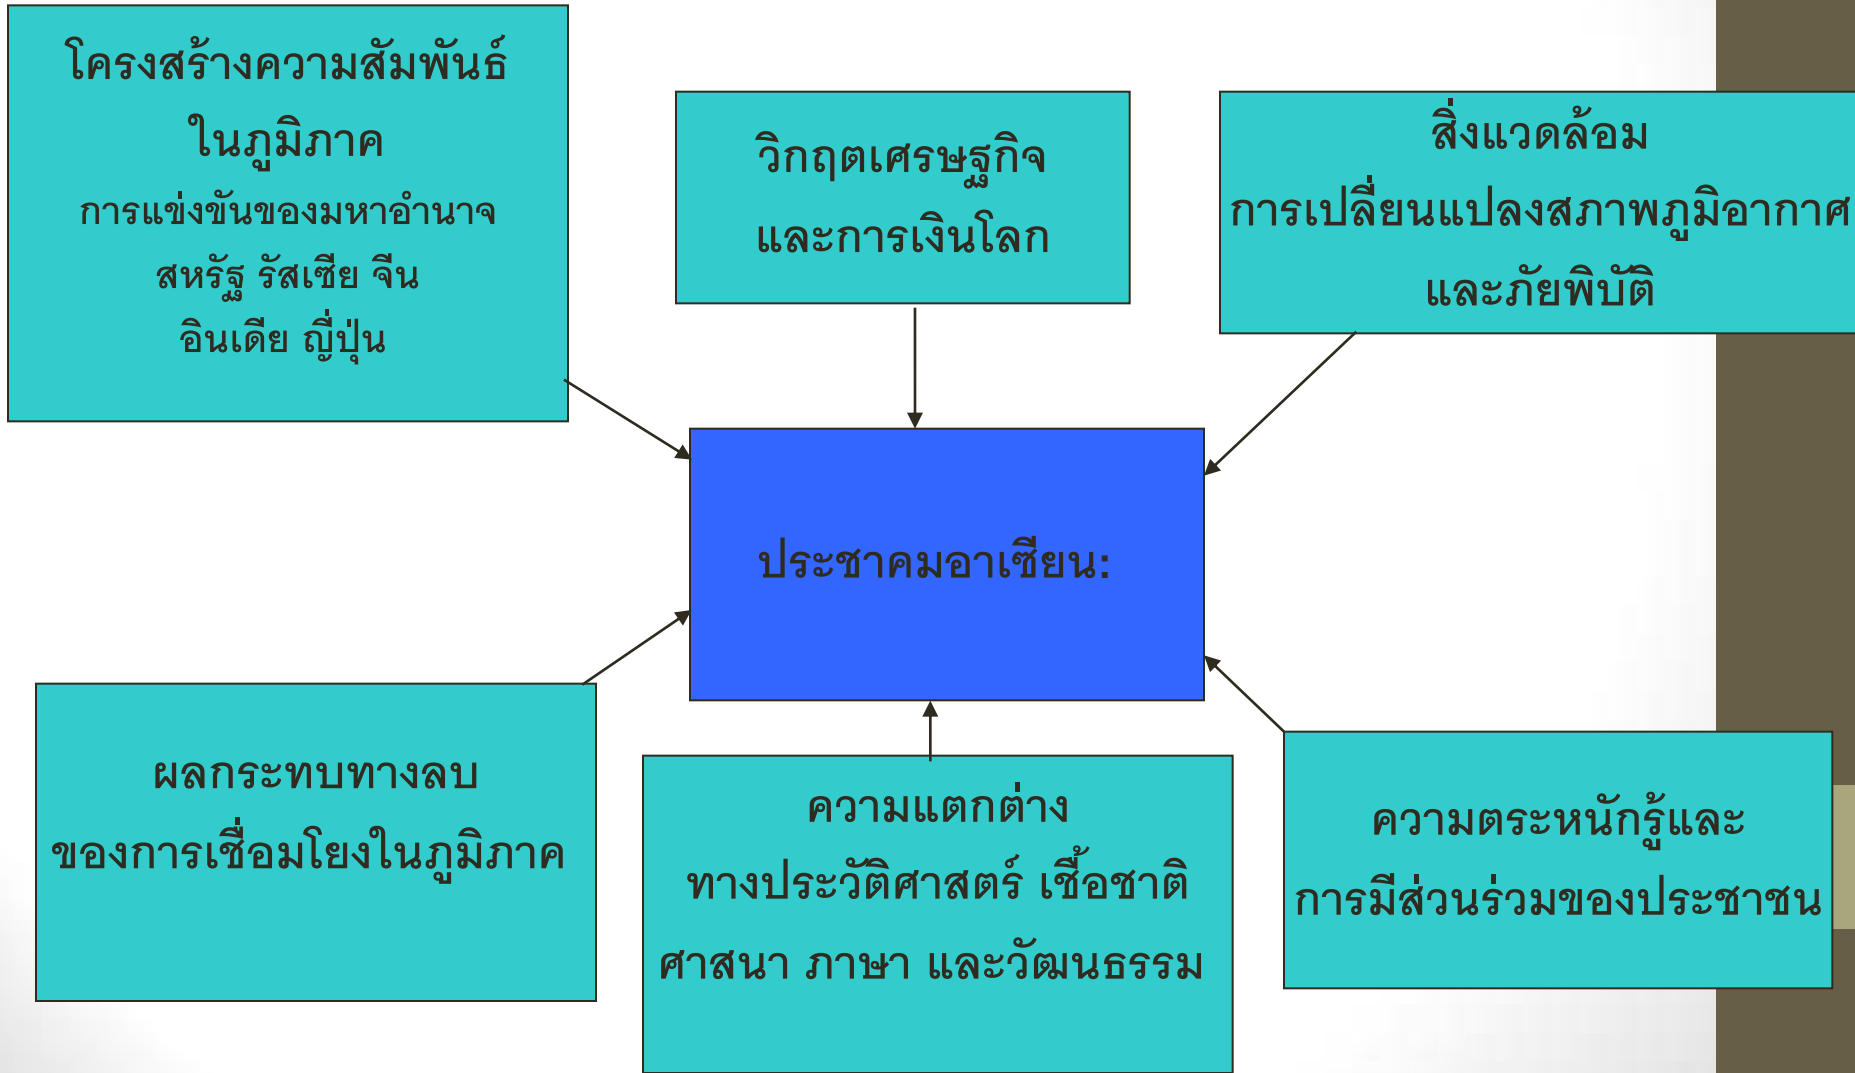 โครงสร้างความสัมพันธ์
ในภูมิภาค
การแข่งขันของมหาอำนาจ
สหรัฐ รัสเซีย จีน
อินเดีย ญี่ปุ่น
วิกฤตเศรษฐกิจ
และการเงินโลก
สิ่งแวดล้อม
การเปลี่ยนแปลงสภาพภูมิอากาศ
และภัยพิบัติ
ประชาคมอาเซียน:
ผลกระทบทางลบ
ของการเชื่อมโยงในภูมิภาค
ความแตกต่าง
ทางประวัติศาสตร์ เชื้อชาติ
ศาสนา ภาษา และวัฒนธรรม
ความตระหนักรู้และ
การมีส่วนร่วมของประชาชน